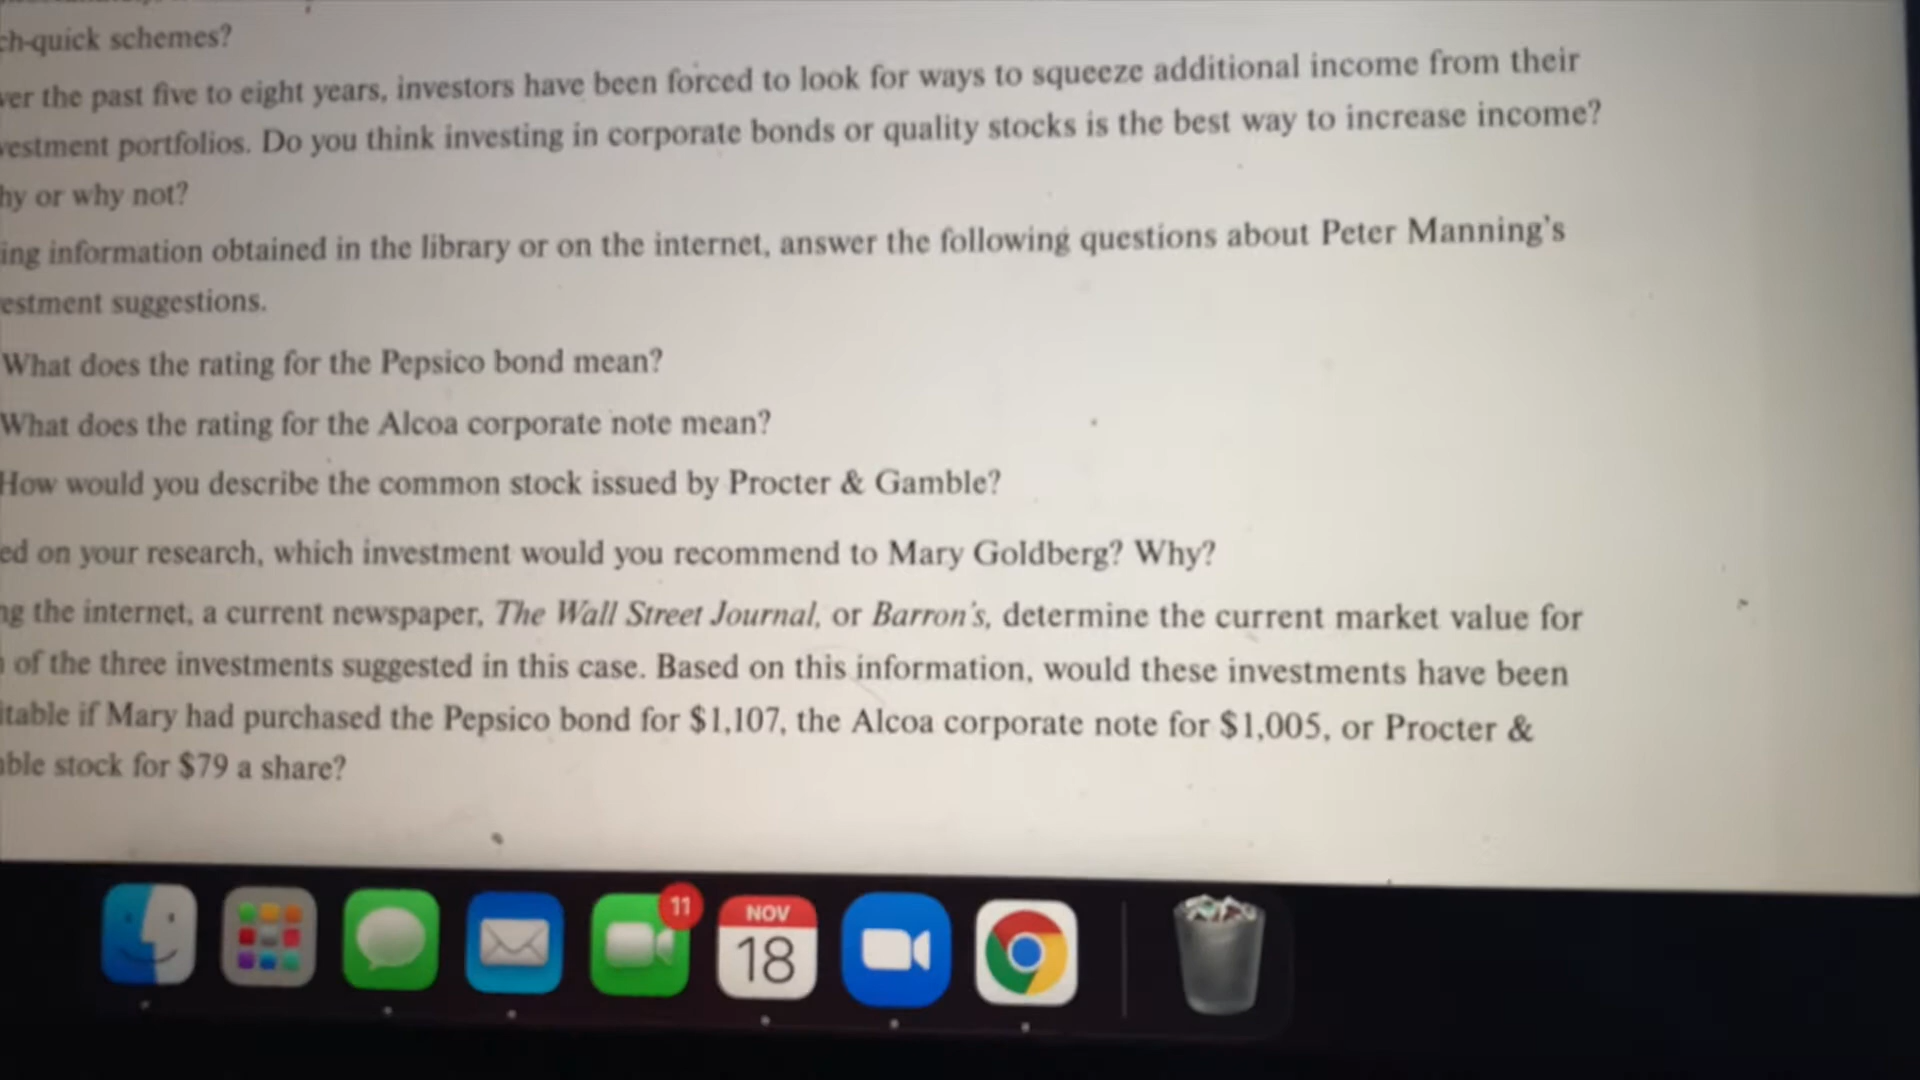 ch-quick schemes?
ver the past five to eight years, investors have been forced to look for ways to squeeze additional income from their
vestment portfolios. Do you think investing in corporate bonds or quality stocks is the best way to increase income?
hy or why not?
ing information obtained in the library or on the internet, answer the following questions about Peter Manning's
estment suggestions.
What does the rating for the Pepsico bond mean?
What does the rating for the Alcoa corporate note mean?
How would you describe the common stock issued by Procter & Gamble?
ed on your research, which investment would you recommend to Mary Goldberg? Why?
ng the internet, a current newspaper, The Wall Street Journal, or Barron's, determine the current market value for
of the three investments suggested in this case. Based on this information, would these investments have been
itable if Mary had purchased the Pepsico bond for $1,107, the Alcoa corporate note for $1,005, or Procter &
able stock for $79 a share?
11
NOV
18